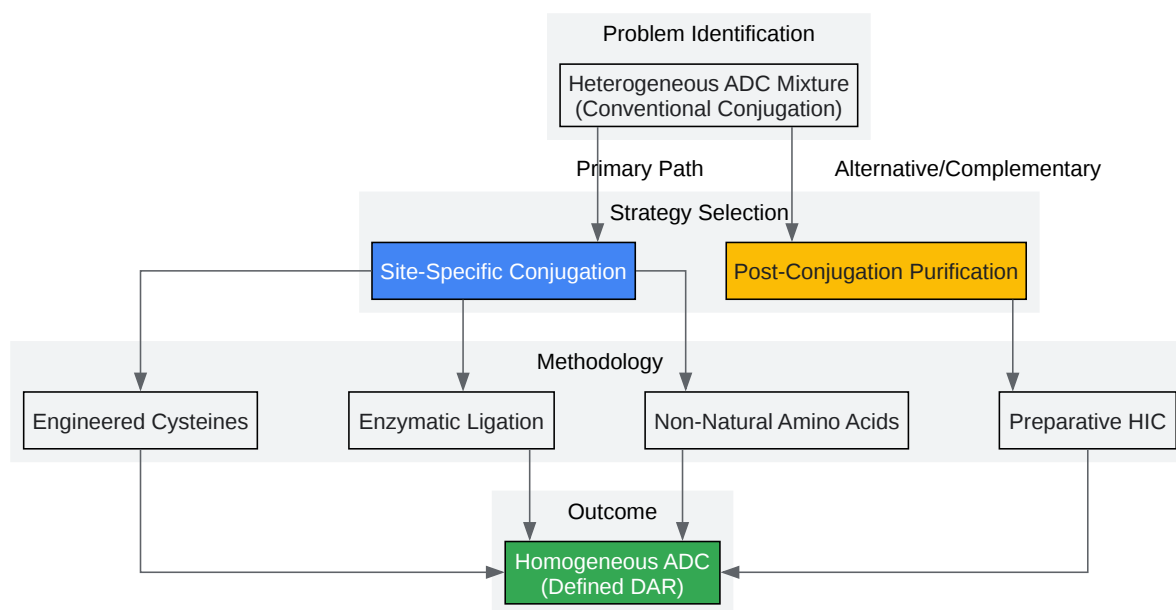 Problem Identification
Heterogeneous ADC Mixture
(Conventional Conjugation)
Primary Path
Alternative/Complementary
Strategy Selection
Site-Specific Conjugation
Post-Conjugation Purification
Methodology
Engineered Cysteines
Enzymatic Ligation
Non-Natural Amino Acids
Preparative HIC
Outcome
Homogeneous ADC
(Defined DAR)